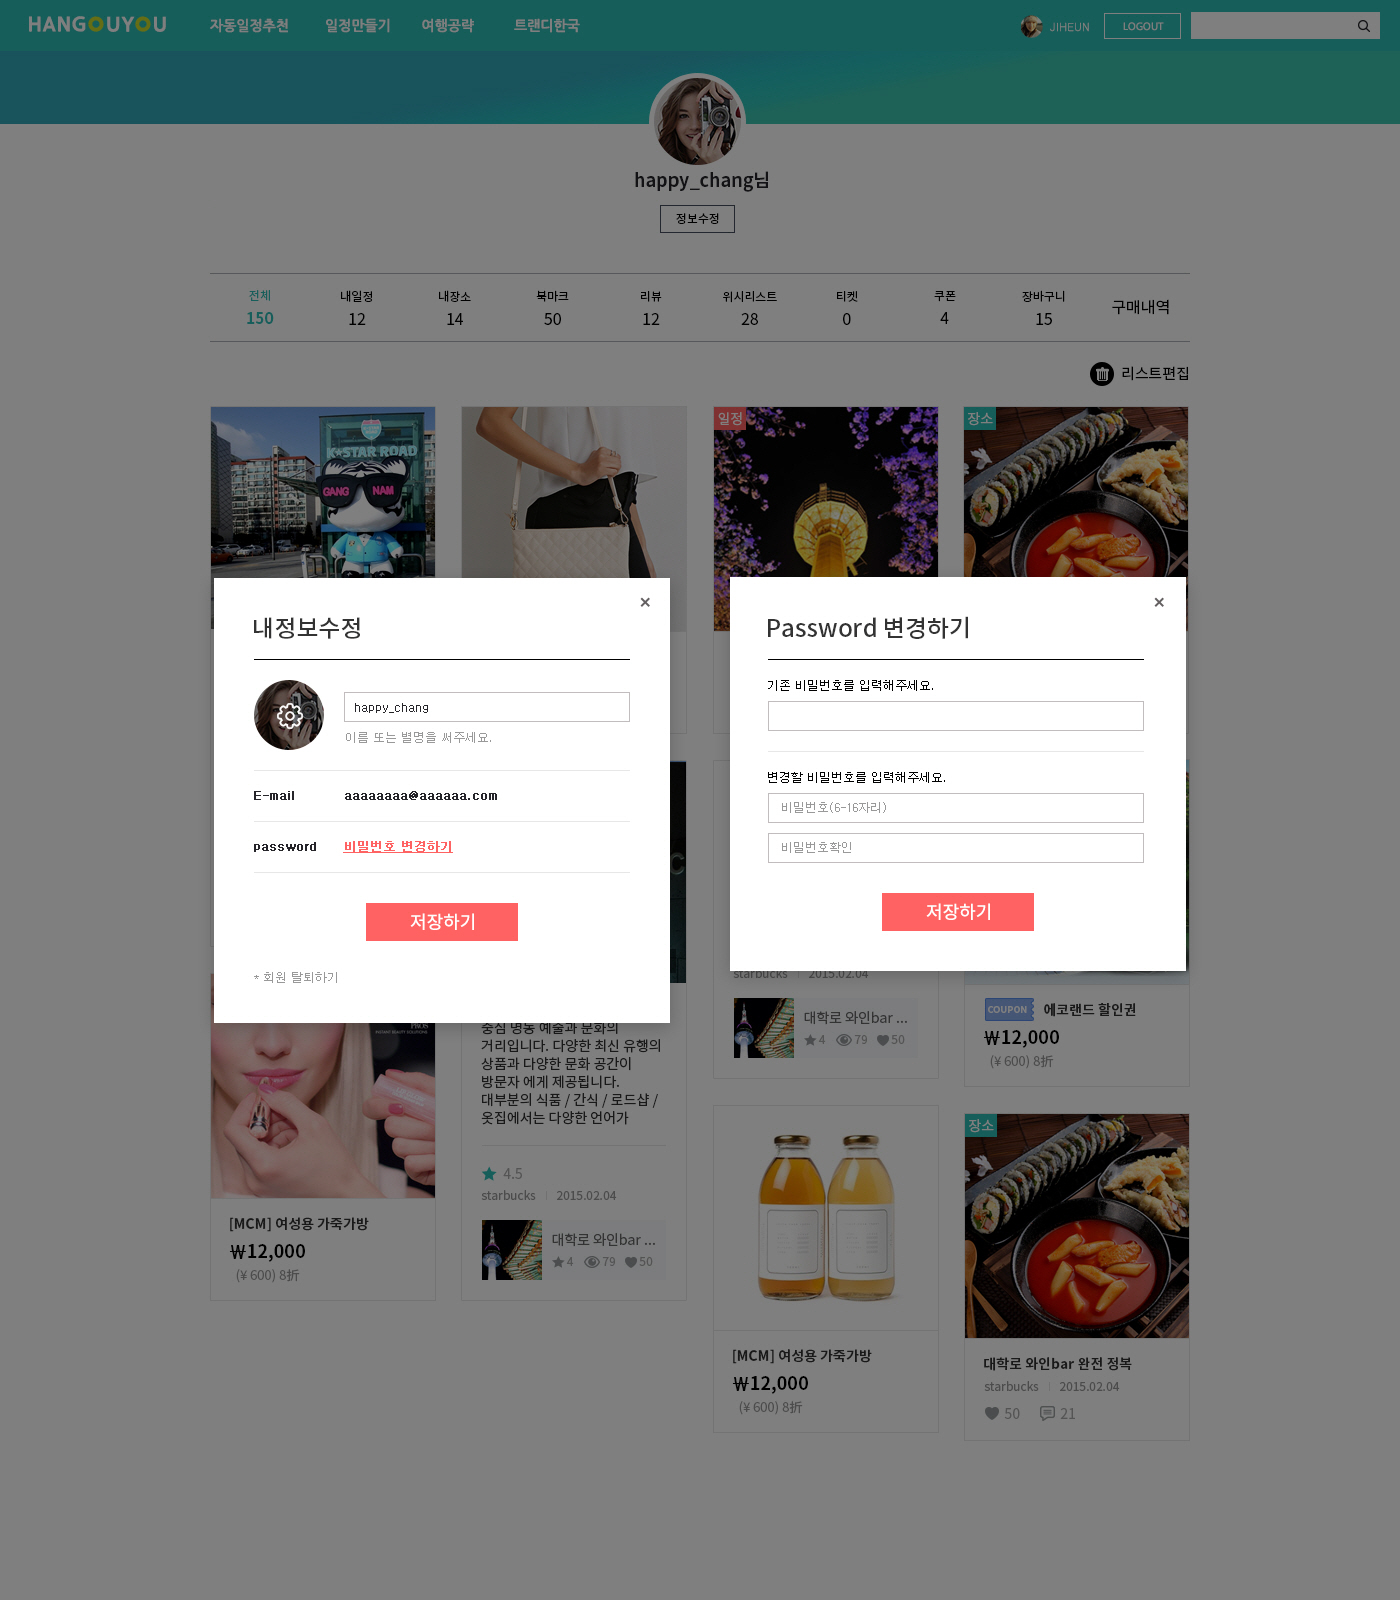 HANGOUYOU
자동일정추천
일정만들기
여행공략
트랜디한국
JIHEUN
LOGOUT
happy_chang님
정보수정
전체
150
내일정
12
내장소
14
북마크
50
리뷰
12
위시리스트
28
티켓
0
쿠폰
4
장바구니
15
구매내역
리스트편집
K★STAR ROAD
GANG NAM
일정
장소
내정보수정
happy_chang
이름 또는 별명을 써주세요.
E-mail
aaaaaaaa@aaaaaa.com
password
비밀번호 변경하기
저장하기
* 회원 탈퇴하기
Password 변경하기
기존 비밀번호를 입력해주세요.
변경할 비밀번호를 입력해주세요.
비밀번호(6-16자리)
비밀번호확인
저장하기
[MCM] 여성용 가죽가방
₩12,000
(¥ 600) 8折
중심 명동 예술과 문화의
거리입니다. 다양한 최신 유행의
상품과 다양한 문화 공간이
방문자 에게 제공됩니다.
대부분의 식품 / 간식 / 로드샵 /
옷집에서는 다양한 언어가
4.5
starbucks 2015.02.04
대학로 와인bar ...
4 79 50
starbucks 2015.02.04
대학로 와인bar ...
4 79 50
[MCM] 여성용 가죽가방
₩12,000
(¥ 600) 8折
COUPON 에코랜드 할인권
₩12,000
(¥ 600) 8折
장소
대학로 와인bar 완전 정복
starbucks 2015.02.04
50 21